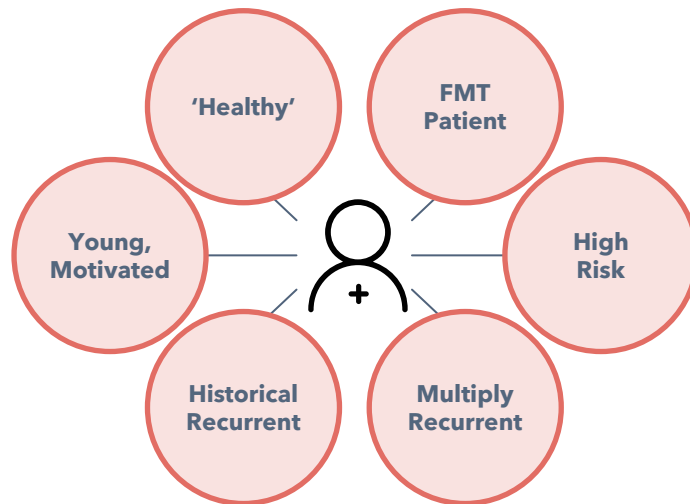 ‘Healthy’
FMT
Patient
Young,
Motivated
High
Risk
Historical
Recurrent
Multiply
Recurrent